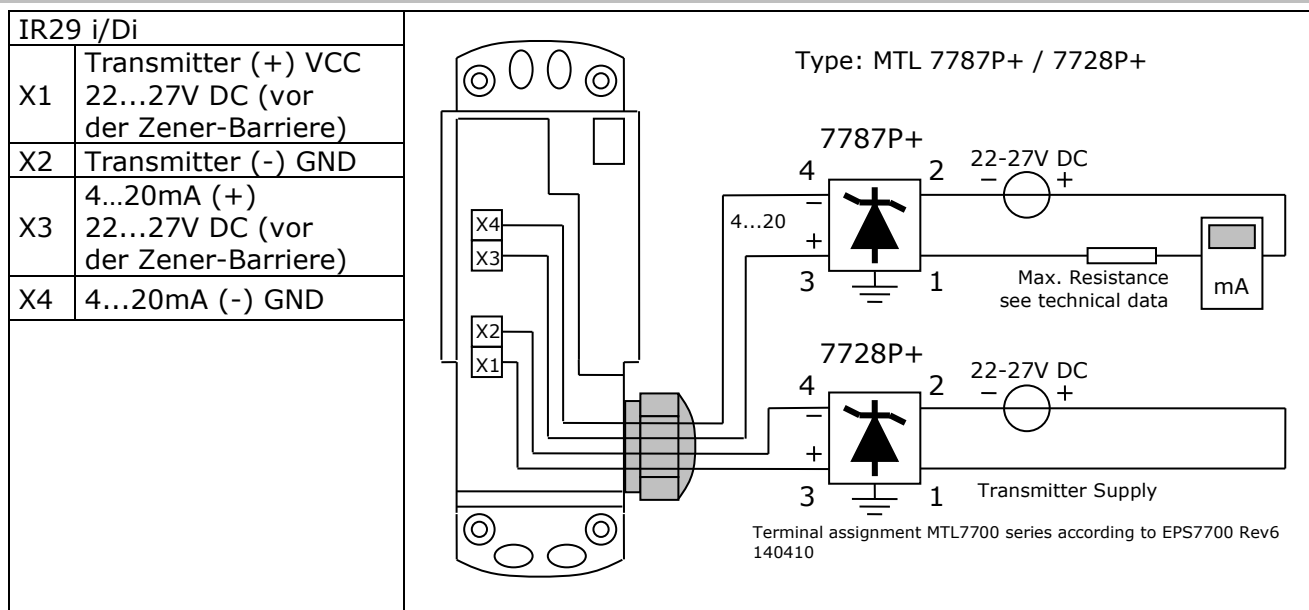 IR29 i/Di
X1
Transmitter (+) VCC
22...27V DC (vor
der Zener-Barriere)
X2
Transmitter (-) GND
X3
4…20mA (+)
22...27V DC (vor
der Zener-Barriere)
X4
4...20mA (-) GND
Type: MTL 7787P+ / 7728P+
7787P+
22-27V DC
4
2
−
+
−
4...20
+
3
1
Max. Resistance
see technical data
mA
X4
X3
X2
X1
7728P+
22-27V DC
4
2
−
+
−
+
3
1
Transmitter Supply
Terminal assignment MTL7700 series according to EPS7700 Rev6
140410